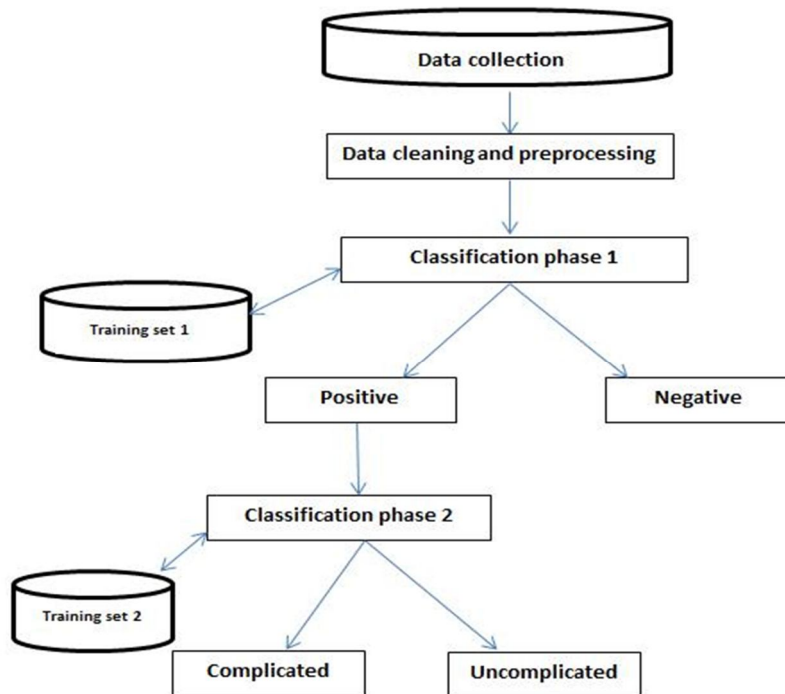 Data collection
Data cleaning and preprocessing
Classification phase 1
Training set 1
Positive
Negative
Classification phase 2
Training set 2
Complicated
Uncomplicated